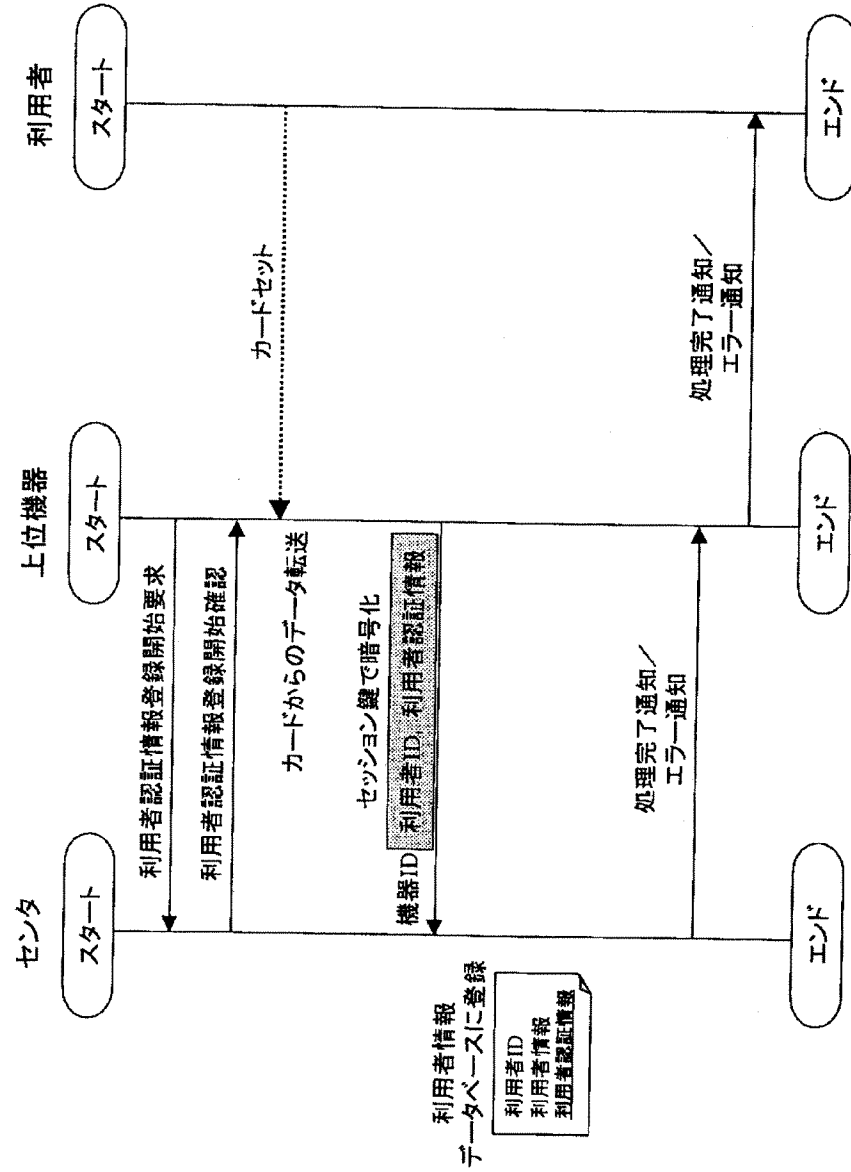 センタ
上位機器
利用者
スタート
スタート
スタート
利用者認証情報登録開始要求
利用者認証情報登録開始確認
カードセット
カードからのデータ転送
セッション鍵で暗号化
機器ID, 利用者ID, 利用者認証情報
利用者情報
データベースに登録
利用者ID
利用者情報
利用者認証情報
処理完了通知／
エラー通知
処理完了通知／
エラー通知
エンド
エンド
エンド